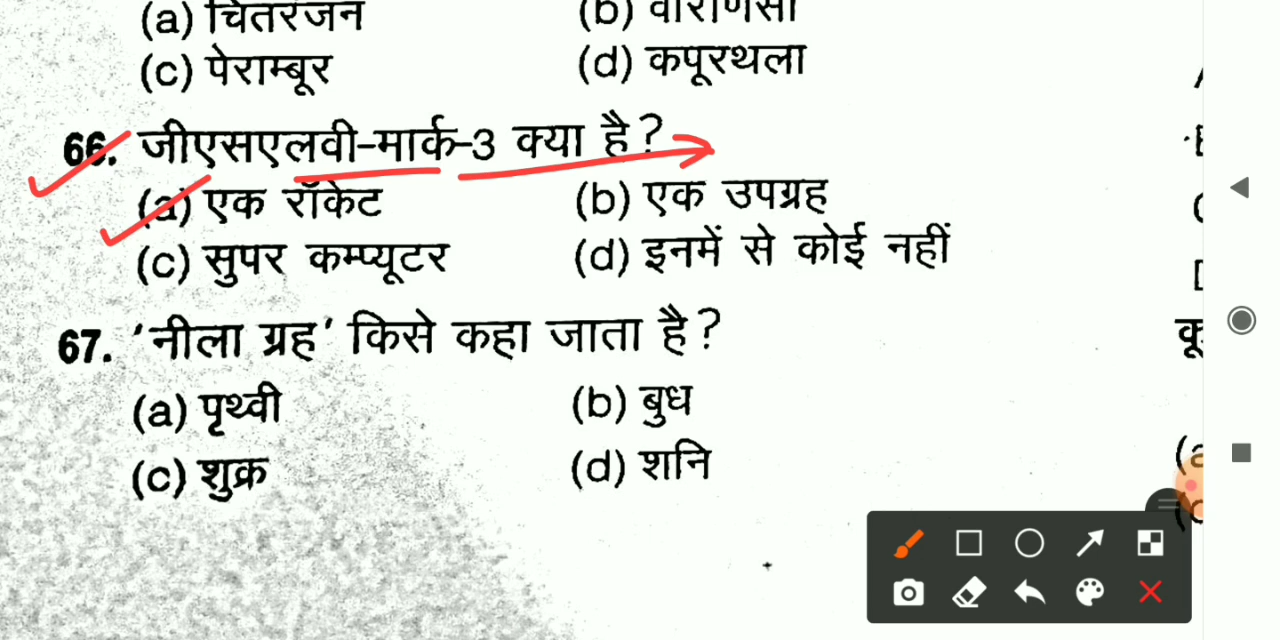 (a) चितरंजन (b) वाराणसी
(c) पेराम्बूर (d) कपूरथला
66. जीएसएलवी-मार्क-3 क्या है?
(a) एक रॉकेट (b) एक उपग्रह
(c) सुपर कम्प्यूटर (d) इनमें से कोई नहीं
67. 'नीला ग्रह' किसे कहा जाता है?
(a) पृथ्वी (b) बुध
(c) शुक्र (d) शनि